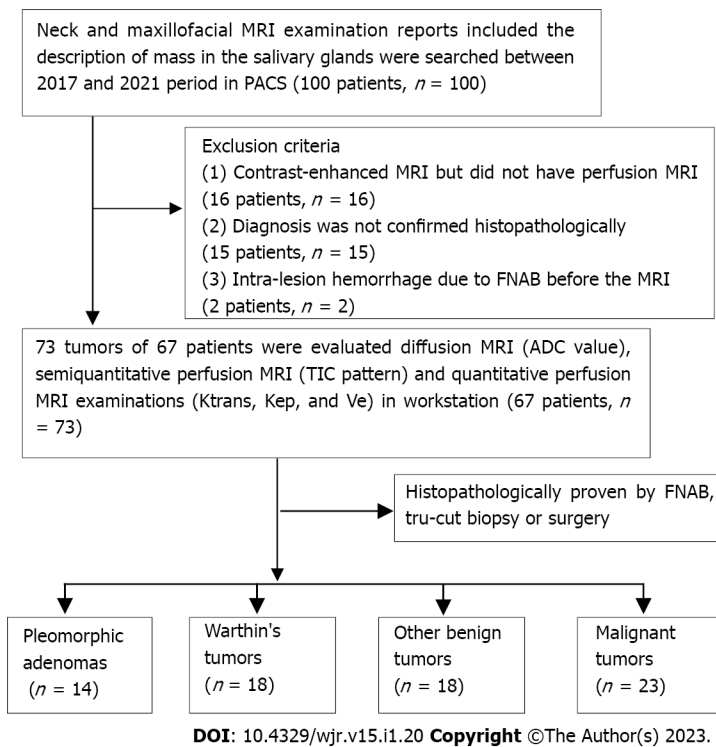 Neck and maxillofacial MRI examination reports included the
description of mass in the salivary glands were searched between
2017 and 2021 period in PACS (100 patients, n = 100)
Exclusion criteria
(1) Contrast-enhanced MRI but did not have perfusion MRI
(16 patients, n = 16)
(2) Diagnosis was not confirmed histopathologically
(15 patients, n = 15)
(3) Intra-lesion hemorrhage due to FNAB before the MRI
(2 patients, n = 2)
73 tumors of 67 patients were evaluated diffusion MRI (ADC value),
semiquantitative perfusion MRI (TIC pattern) and quantitative perfusion
MRI examinations (Ktrans, Kep, and Ve) in workstation (67 patients, n
= 73)
Histopathologically proven by FNAB,
tru-cut biopsy or surgery
Pleomorphic
adenomas
(n = 14)
Warthin's
tumors
(n = 18)
Other benign
tumors
(n = 18)
Malignant
tumors
(n = 23)
DOI: 10.4329/wjr.v15.i1.20 Copyright ©The Author(s) 2023.